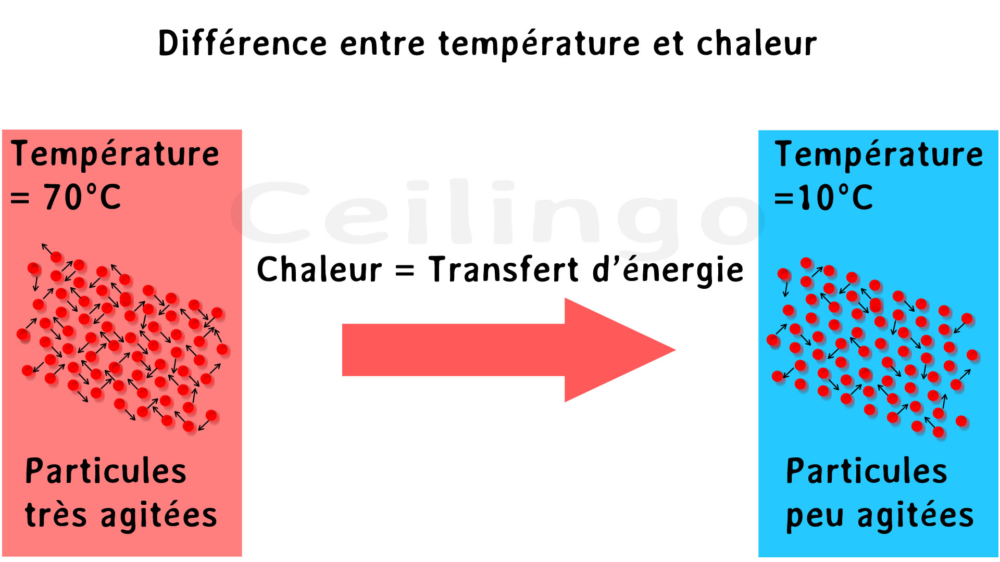 Différence entre température et chaleur
Température
= 70°C
Particules
très agitées
Ceilingo
Chaleur = Transfert d'énergie
Température
=10°C
Particules
peu agitées